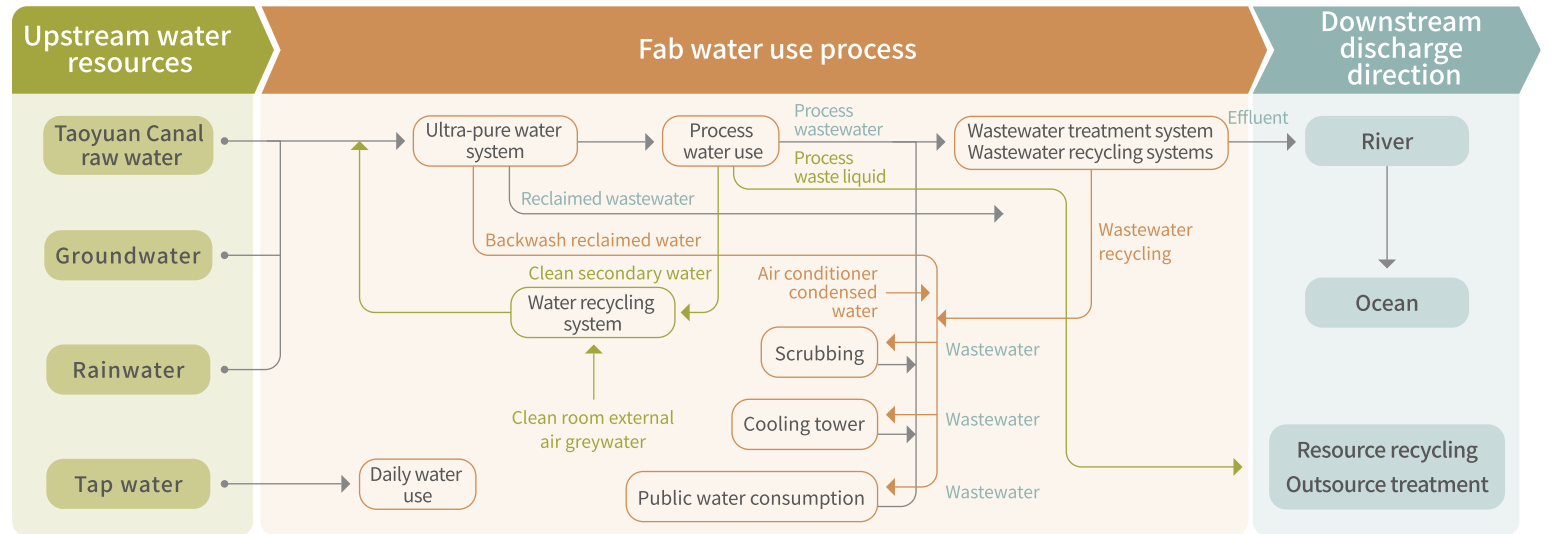 Upstream water
resources
Fab water use process
Downstream
discharge
direction
Taoyuan Canal
raw water
Groundwater
Rainwater
Tap water
Ultra-pure water
system
Process
water use
Process
wastewater
Process
waste liquid
Wastewater treatment system
Wastewater recycling systems
Effluent
Reclaimed wastewater
Backwash reclaimed water
Clean secondary water
Water recycling
system
Air conditioner
condensed
water
Wastewater
recycling
Scrubbing
Wastewater
Clean room external
air greywater
Cooling tower
Wastewater
Daily water
use
Public water consumption
Wastewater
River
Ocean
Resource recycling
Outsource treatment